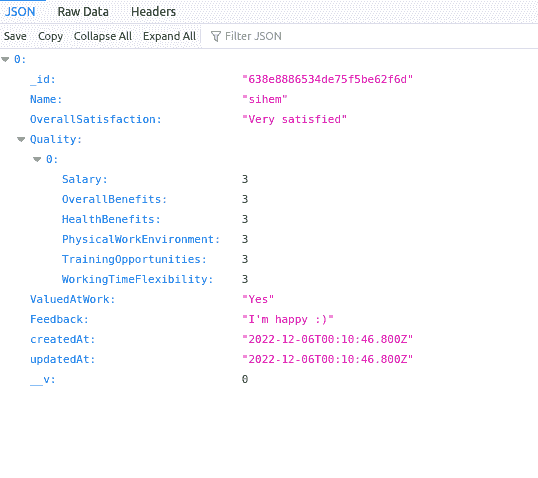 JSON Raw Data Headers
Save Copy Collapse All Expand All Filter JSON
0:
_id: "638e8886534de75f5be62f6d"
Name: "sihem"
OverallSatisfaction: "Very satisfied"
Quality:
0:
Salary: 3
OverallBenefits: 3
HealthBenefits: 3
PhysicalWorkEnvironment: 3
TrainingOpportunities: 3
WorkingTimeFlexibility: 3
ValuedAtWork: "Yes"
Feedback: "I'm happy :)"
createdAt: "2022-12-06T00:10:46.800Z"
updatedAt: "2022-12-06T00:10:46.800Z"
__v: 0